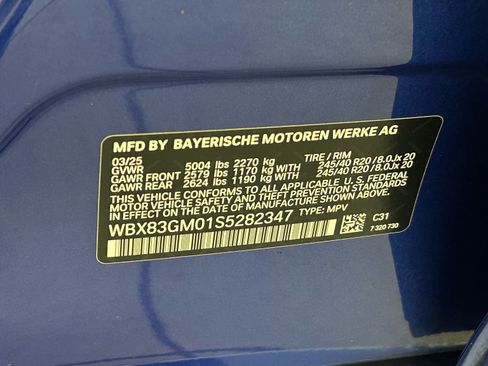 MFD BY BAYERISCHE MOTOREN WERKE AG
03/25 TIRE / RIM
GVWR 5004 lbs 2270 kg
GAWR FRONT 2579 lbs 1170 kg WITH 245/40 R20 / 8.0Jx 20
GAWR REAR 2624 lbs 1190 kg WITH 245/40 R20 / 8.0Jx 20
THIS VEHICLE CONFORMS TO ALL APPLICABLE U.S. FEDERAL
MOTOR VEHICLE SAFETY AND THEFT PREVENTION STANDARDS
IN EFFECT ON THE DATE OF MANUFACTURE SHOWN ABOVE.
WBX83GM01S5282347 TYPE: MPV
C31
7 320 730